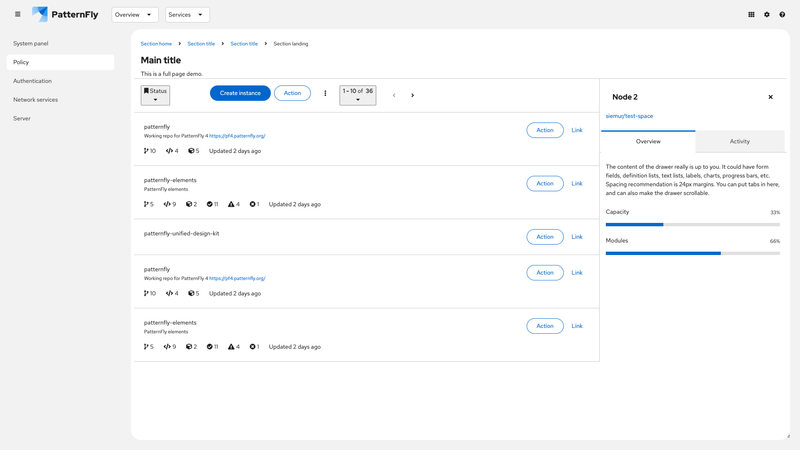 PatternFly
Overview
Services
System panel
Policy
Authentication
Network services
Server
Section home
Section title
Section title
Section landing
Main title
This is a full page demo.
Status
Create instance
Action
1 - 10 of 36
patternfly
Working repo for PatternFly 4 https://pf4.patternfly.org/
10 4 5 Updated 2 days ago
Action Link
patternfly-elements
PatternFly elements
5 9 2 11 4 1 Updated 2 days ago
Action Link
patternfly-unified-design-kit
Action Link
patternfly
Working repo for PatternFly 4 https://pf4.patternfly.org/
10 4 5 Updated 2 days ago
Action Link
patternfly-elements
PatternFly elements
5 9 2 11 4 1 Updated 2 days ago
Action Link
Node 2
siemur/test-space
Overview
Activity
The content of the drawer really is up to you. It could have form
fields, definition lists, text lists, labels, charts, progress bars, etc.
Spacing recommendation is 24px margins. You can put tabs in here,
and can also make the drawer scrollable.
Capacity 33%
Modules 66%